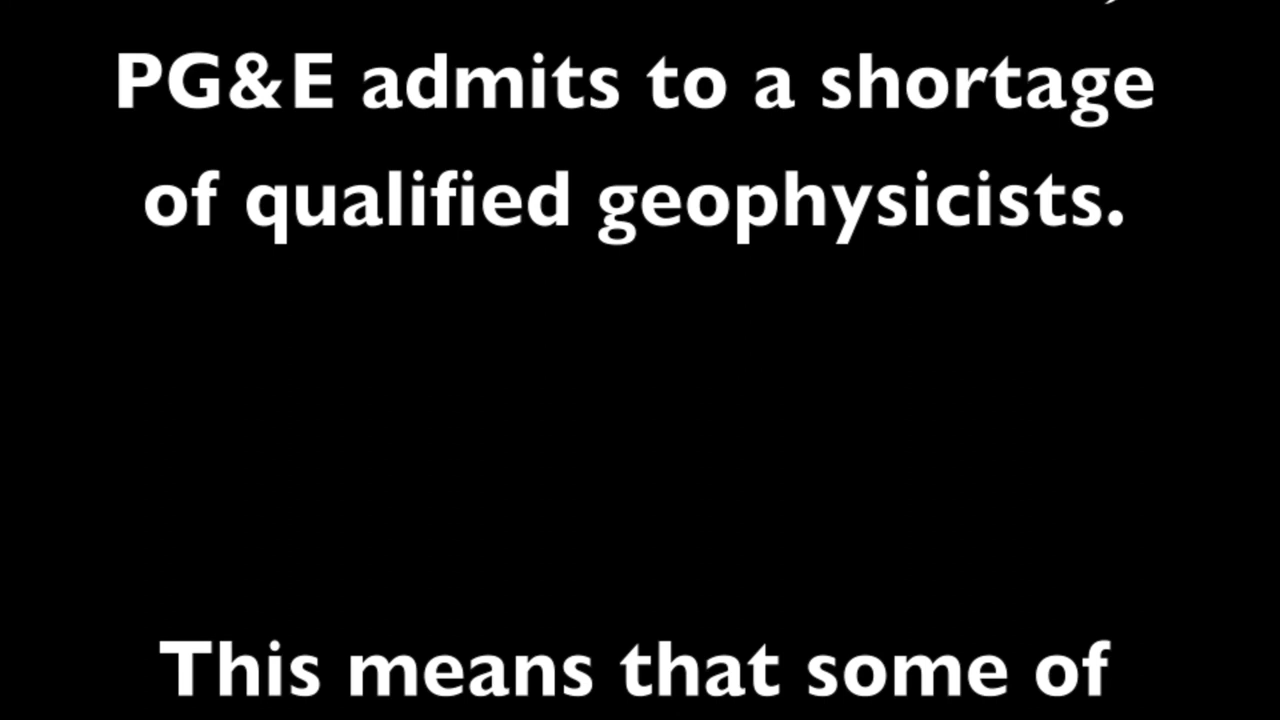 PG&E admits to a shortage
of qualified geophysicists.
This means that some of